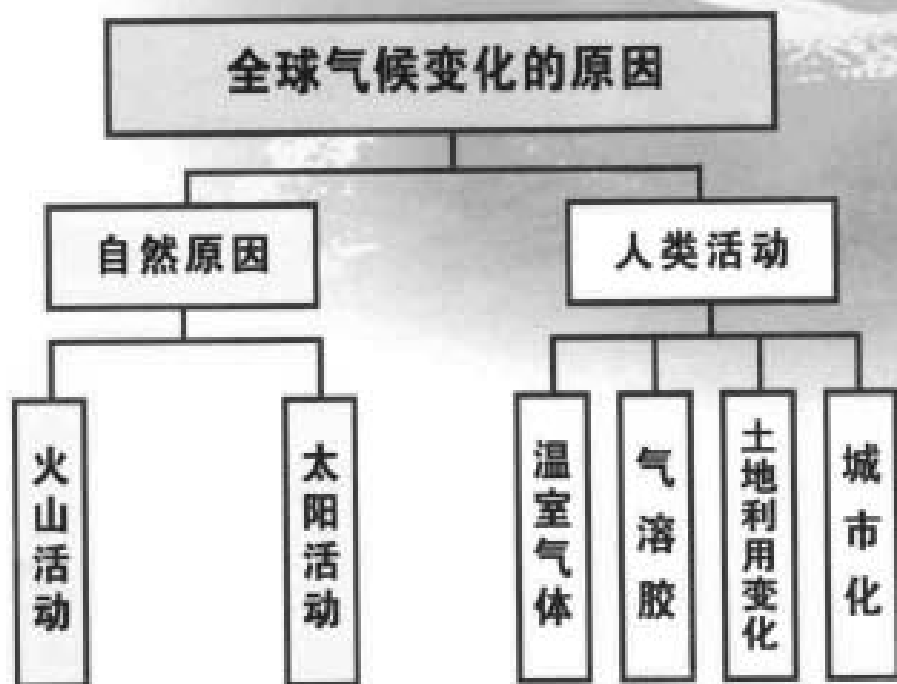 全球气候变化的原因
自然原因
人类活动
火山活动
太阳活动
温室气体
气溶胶
土地利用变化
城市化